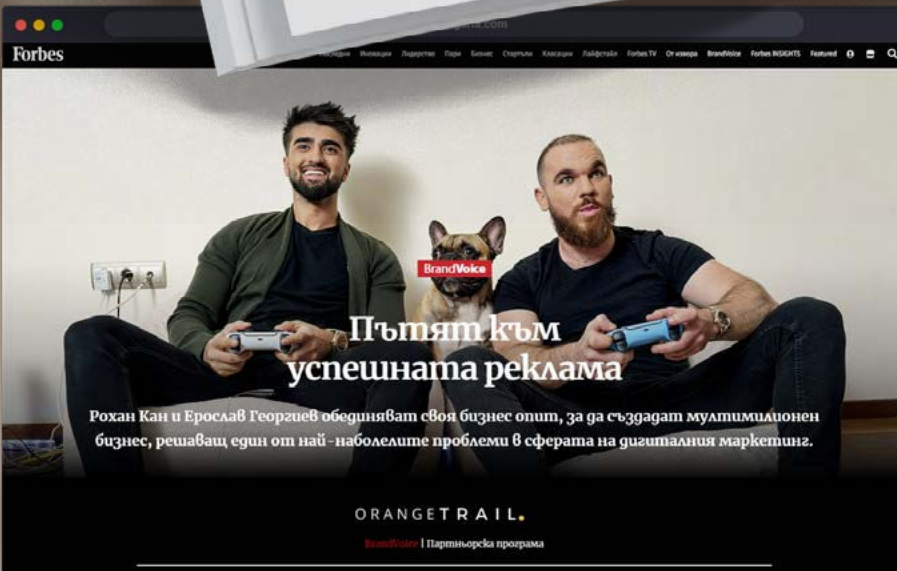 Forbes
Иновации Лидерство Пари Бизнес Стартъпи Класации Лайфстайл Forbes TV От извора BrandVoice Forbes INSIGHTS Featured
BrandVoice
Пътят към
успешната реклама
Рохан Кан и Ерослав Георгиев обединяват своя бизнес опит, за да създадат мултимилионен
бизнес, решаващ един от най-наболелите проблеми в сферата на дигиталния маркетинг.
ORANGETRAIL.
BrandVoice | Партньорска програма